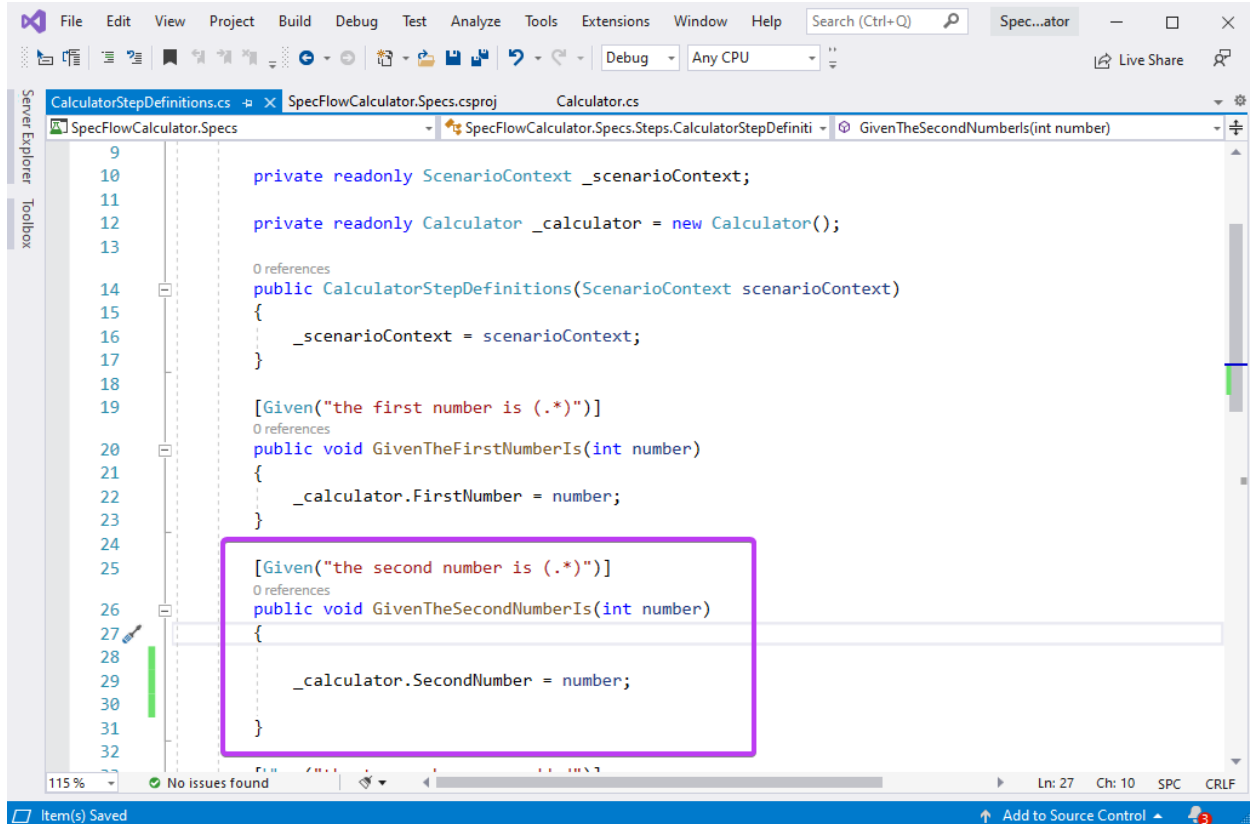 File Edit View Project Build Debug Test Analyze Tools Extensions Window Help Search (Ctrl+Q) Spec...ator
Debug Any CPU Live Share
Server Explorer
Toolbox
CalculatorStepDefinitions.cs SpecFlowCalculator.Specs.csproj Calculator.cs
SpecFlowCalculator.Specs SpecFlowCalculator.Specs.Steps.CalculatorStepDefiniti GivenTheSecondNumberIs(int number)
9
10 private readonly ScenarioContext _scenarioContext;
11
12 private readonly Calculator _calculator = new Calculator();
13
0 references
14 public CalculatorStepDefinitions(ScenarioContext scenarioContext)
15 {
16 _scenarioContext = scenarioContext;
17 }
18
19 [Given("the first number is (.*)")]
0 references
20 public void GivenTheFirstNumberIs(int number)
21 {
22 _calculator.FirstNumber = number;
23 }
24
25 [Given("the second number is (.*)")]
0 references
26 public void GivenTheSecondNumberIs(int number)
27 {
28
29 _calculator.SecondNumber = number;
30
31 }
32
115 % No issues found Ln: 27 Ch: 10 SPC CRLF
Item(s) Saved Add to Source Control 3